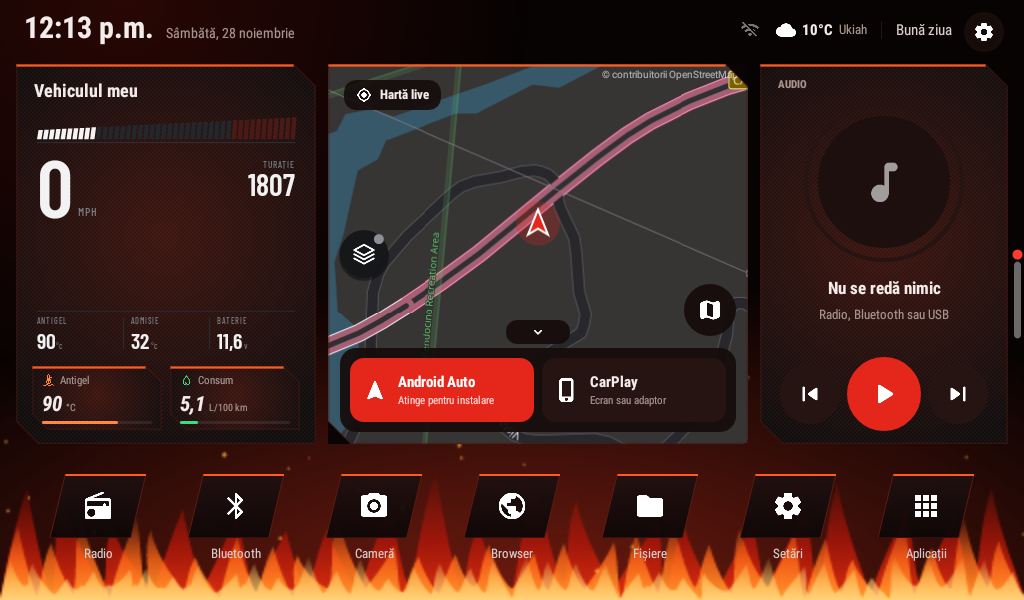 12:13 p.m.
Sâmbătă, 28 noiembrie
10°C Ukiah
Bună ziua
Vehiculul meu
0 MPH
TURAȚIE
1807
ANTIGEL
90 °C
ADMISIE
32 °C
BATERIE
11,6 V
Antigel
90 °C
Consum
5,1 L/100 km
© contribuitorii OpenStreetMap
Hartă live
Recreation Area
Android Auto
Atinge pentru instalare
CarPlay
Ecran sau adaptor
AUDIO
Nu se redă nimic
Radio, Bluetooth sau USB
Radio
Bluetooth
Cameră
Browser
Fișiere
Setări
Aplicații